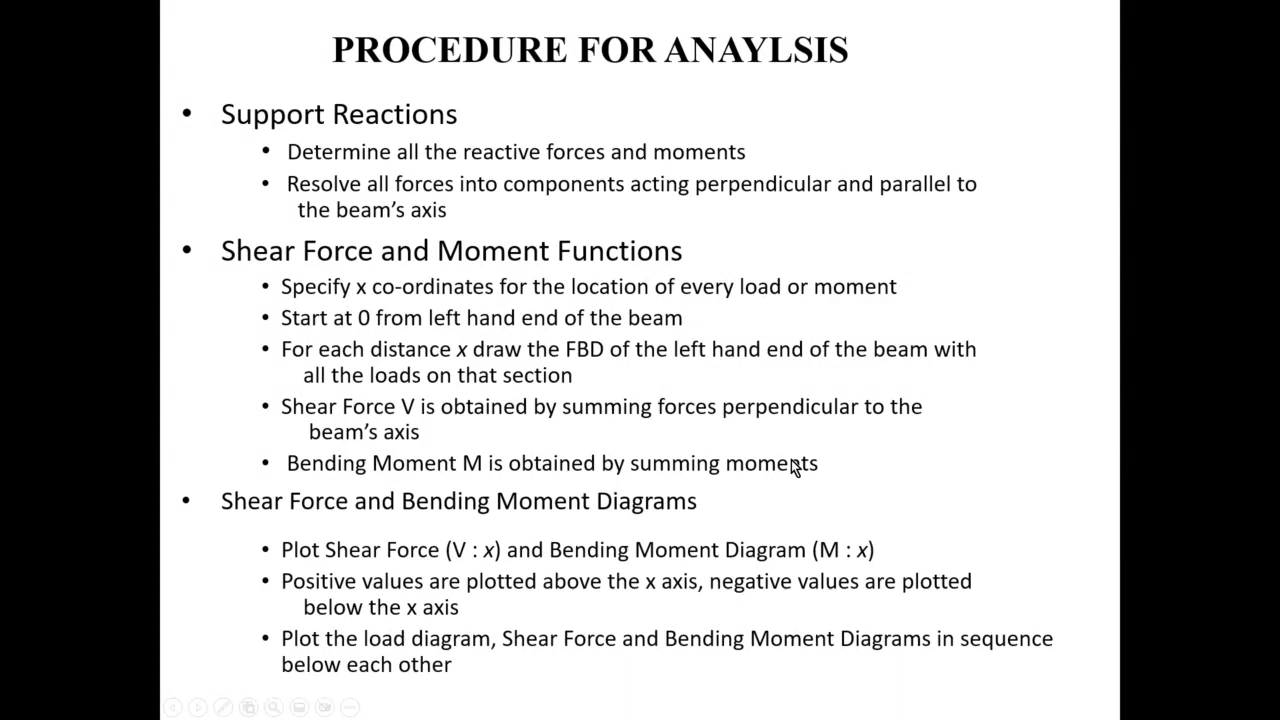 PROCEDURE FOR ANAYLSIS
• Support Reactions
• Determine all the reactive forces and moments
• Resolve all forces into components acting perpendicular and parallel to
the beam’s axis
• Shear Force and Moment Functions
• Specify x co-ordinates for the location of every load or moment
• Start at 0 from left hand end of the beam
• For each distance x draw the FBD of the left hand end of the beam with
all the loads on that section
• Shear Force V is obtained by summing forces perpendicular to the
beam’s axis
• Bending Moment M is obtained by summing moments
• Shear Force and Bending Moment Diagrams
• Plot Shear Force (V : x) and Bending Moment Diagram (M : x)
• Positive values are plotted above the x axis, negative values are plotted
below the x axis
• Plot the load diagram, Shear Force and Bending Moment Diagrams in sequence
below each other